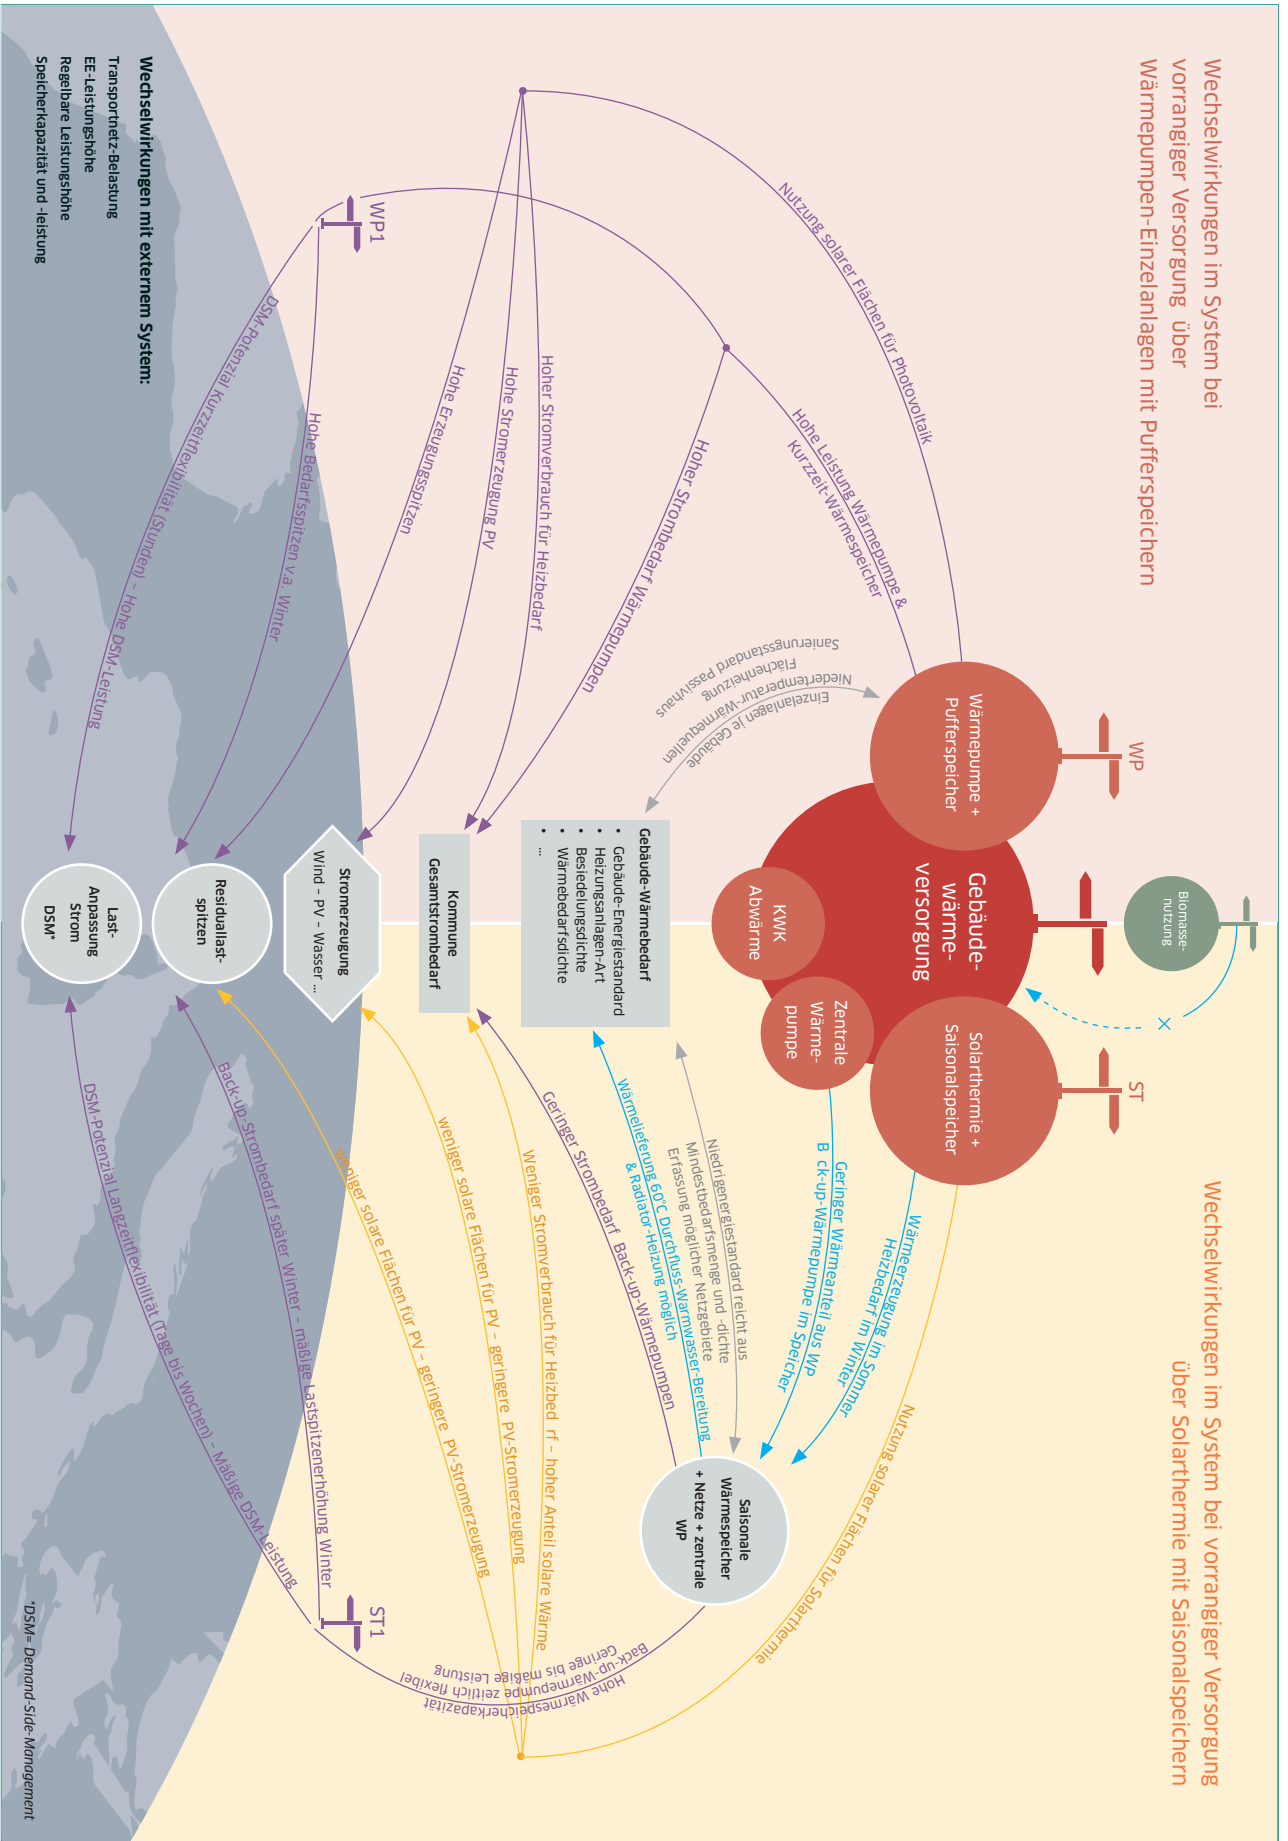 Wechselwirkungen im System bei
vorrangiger Versorgung über
Wärmepumpen-Einzelanlagen mit Pufferspeichern
Wechselwirkungen im System bei vorrangiger Versorgung
über Solarthermie mit Saisonalspeichern
Biomasse-
nutzung
WP
ST
Gebäude-
Wärme-
versorgung
Wärmepumpe +
Pufferspeicher
Solarthermie +
Saisonalspeicher
KWK
Abwärme
Zentrale
Wärme-
pumpe
Nutzung solarer Flächen für Photovoltaik
Hohe Leistung Wärmepumpe &
Kurzzeit-Wärmespeicher
Einzelanlagen je Gebäude
Niedertemperatur-Wärmequellen
Flächenheizung
Sanierungsstandard Passivhaus
Hoher Strombedarf Wärmepumpen
Hoher Stromverbrauch für Heizbedarf
Hohe Stromerzeugung PV
Hohe Erzeugungsspitzen
WP1
Hohe Bedarfsspitzen v.a. Winter
DSM-Potenzial Kurzzeitflexibilität (Stunden) – Hohe DSM-Leistung
Gebäude-Wärmebedarf
• Gebäude-Energiestandard
• Heizungsanlagen-Art
• Besiedelungsdichte
• Wärmebedarfsdichte
• ...
Kommune
Gesamtstrombedarf
Stromerzeugung
Wind – PV – Wasser ...
Residuallast-
spitzen
Last-
Anpassung
Strom
DSM*
Nutzung solarer Flächen für Solarthermie
Wärmeerzeugung im Sommer
Heizbedarf im Winter
Geringer Wärmeanteil aus WP
B ck-up-Wärmepumpe im Speicher
Niedrigenergiestandard reicht aus
Mindestbedarfsmenge und -dichte
Erfassung möglicher Netzgebiete
Wärmelieferung 60°C Durchfluss-Warmwasser-Bereitung
& Radiator-Heizung möglich
Saisonale
Wärmespeicher
+ Netze + zentrale
WP
Geringer Strombedarf Back-up-Wärmepumpen
Weniger Stromverbrauch für Heizbed rf – hoher Anteil solare Wärme
weniger solare Flächen für PV – geringere PV-Stromerzeugung
weniger solare Flächen für PV – geringere PV-Stromerzeugung
Hohe Wärmespeicherkapazität
Back-up-Wärmepumpe zeitlich flexibel
Geringe bis mäßige Leistung
ST1
Back-up-Strombedarf später Winter – mäßige Lastspitzenerhöhung Winter
DSM-Potenzial Langzeitflexibilität (Tage bis Wochen) – Mäßige DSM-Leistung
Wechselwirkungen mit externem System:
Transportnetz-Belastung
EE-Leistungshöhe
Regelbare Leistungshöhe
Speicherkapazität und -leistung
*DSM= Demand-Side-Management